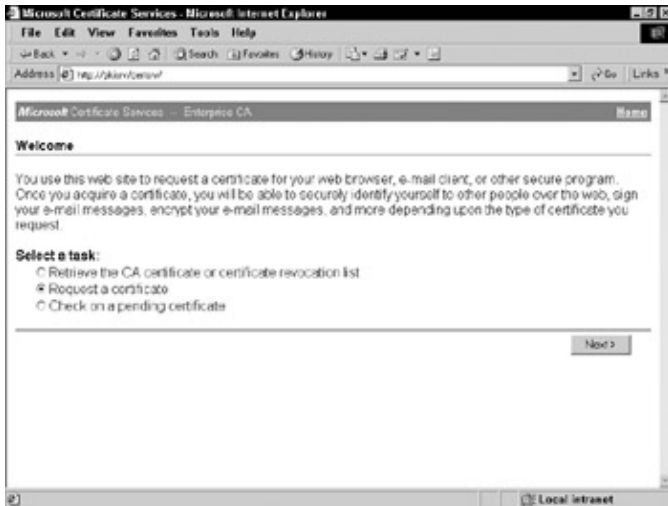 Microsoft Certificate Services - Microsoft Internet Explorer
File Edit View Favorites Tools Help
Back Search Favorites History
Address Go Links
Microsoft Certificate Services -- Enterprise CA Home
Welcome
You use this web site to request a certificate for your web browser, e-mail client, or other secure program.
Once you acquire a certificate, you will be able to securely identify yourself to other people over the web, sign
your e-mail messages, encrypt your e-mail messages, and more depending upon the type of certificate you
request.
Select a task:
Retrieve the CA certificate or certificate revocation list
Request a certificate
Check on a pending certificate
Next >
Local intranet